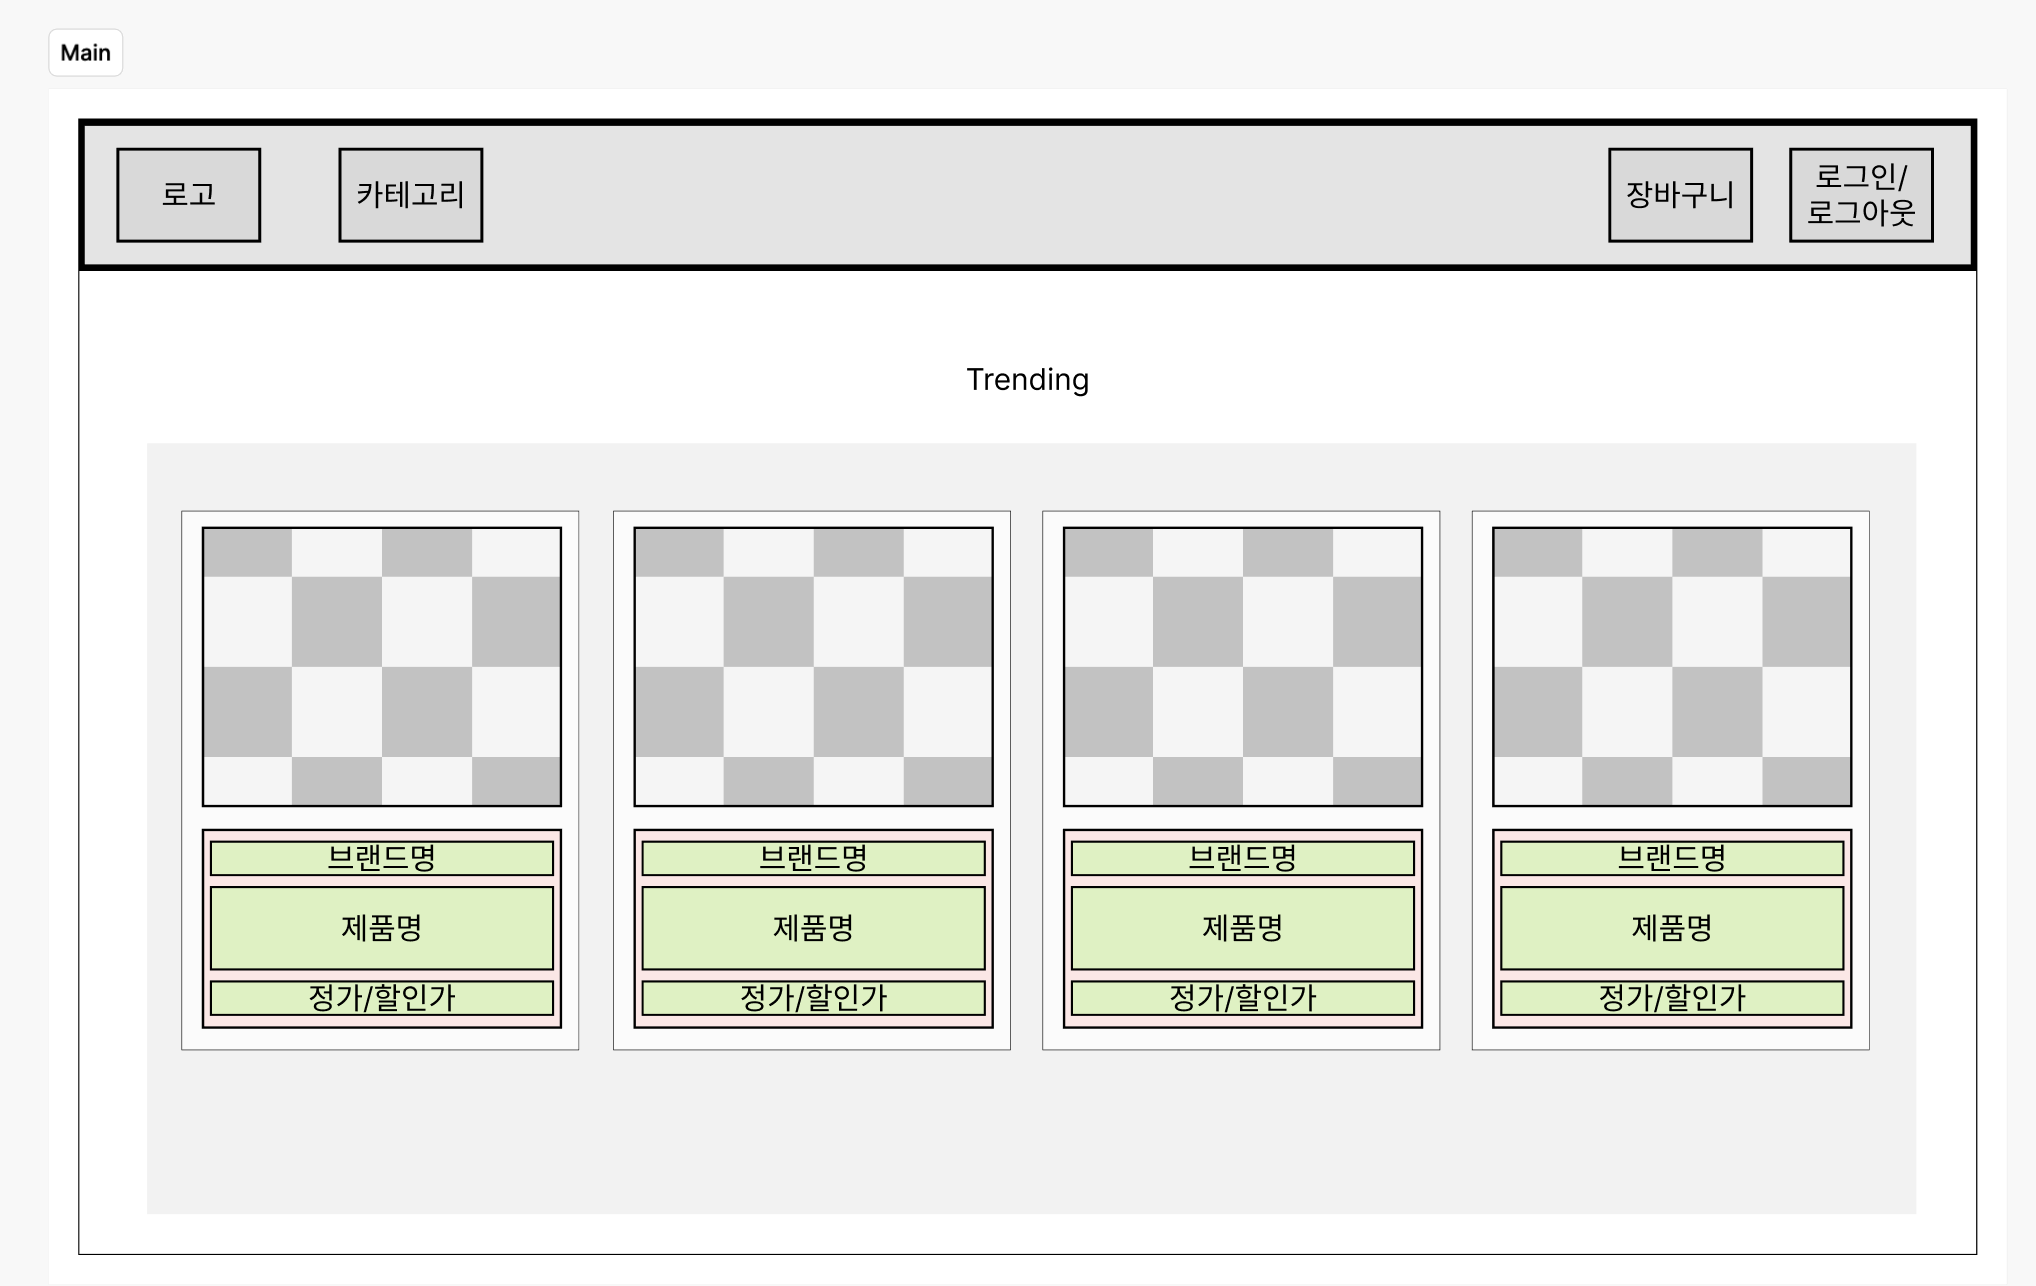 Main
로고
카테고리
장바구니
로그인/
로그아웃
Trending
브랜드명
제품명
정가/할인가
브랜드명
제품명
정가/할인가
브랜드명
제품명
정가/할인가
브랜드명
제품명
정가/할인가